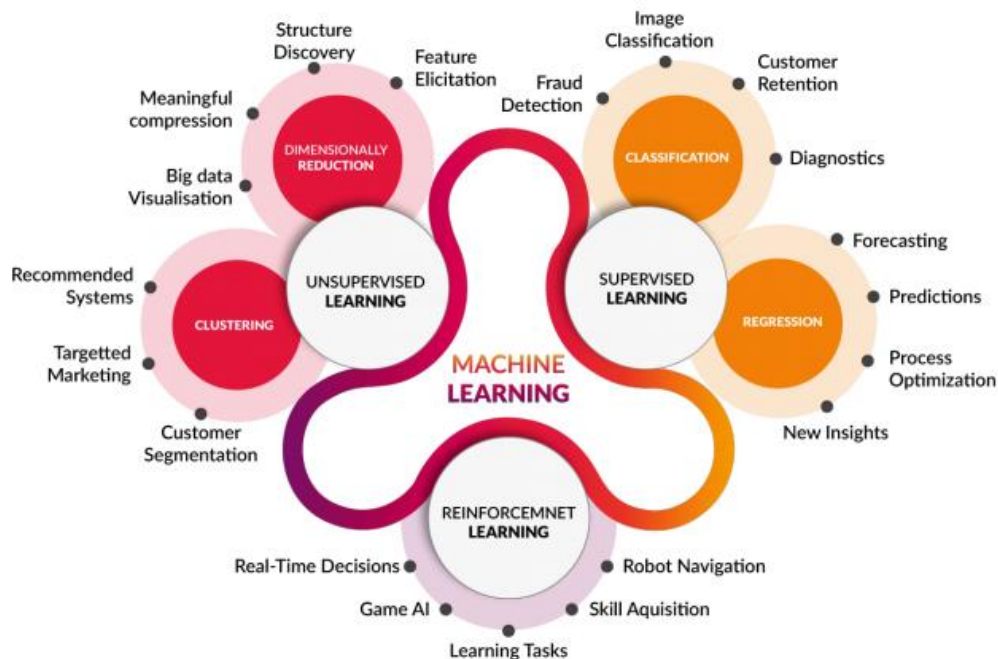 Structure
Discovery
Feature
Elicitation
Meaningful
compression
DIMENSIONALLY
REDUCTION
Big data
Visualisation
UNSUPERVISED
LEARNING
Recommended
Systems
CLUSTERING
Targetted
Marketing
Customer
Segmentation
Image
Classification
Customer
Retention
Fraud
Detection
CLASSIFICATION
Diagnostics
SUPERVISED
LEARNING
Forecasting
Predictions
REGRESSION
Process
Optimization
New Insights
MACHINE
LEARNING
REINFORCEMNET
LEARNING
Real-Time Decisions
Robot Navigation
Game AI
Skill Aquisition
Learning Tasks